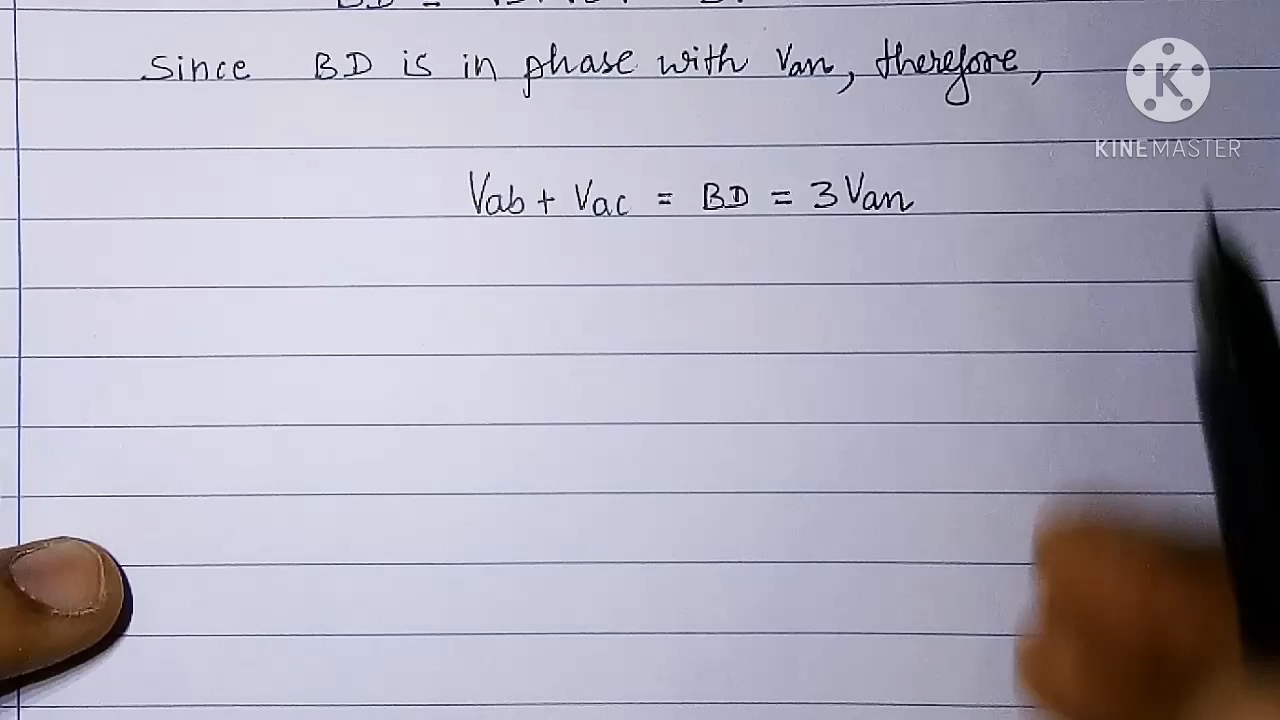 Since BD is in phase with Van, therefore,
K
KINEMASTER
Vab + Vac = BD = 3Van